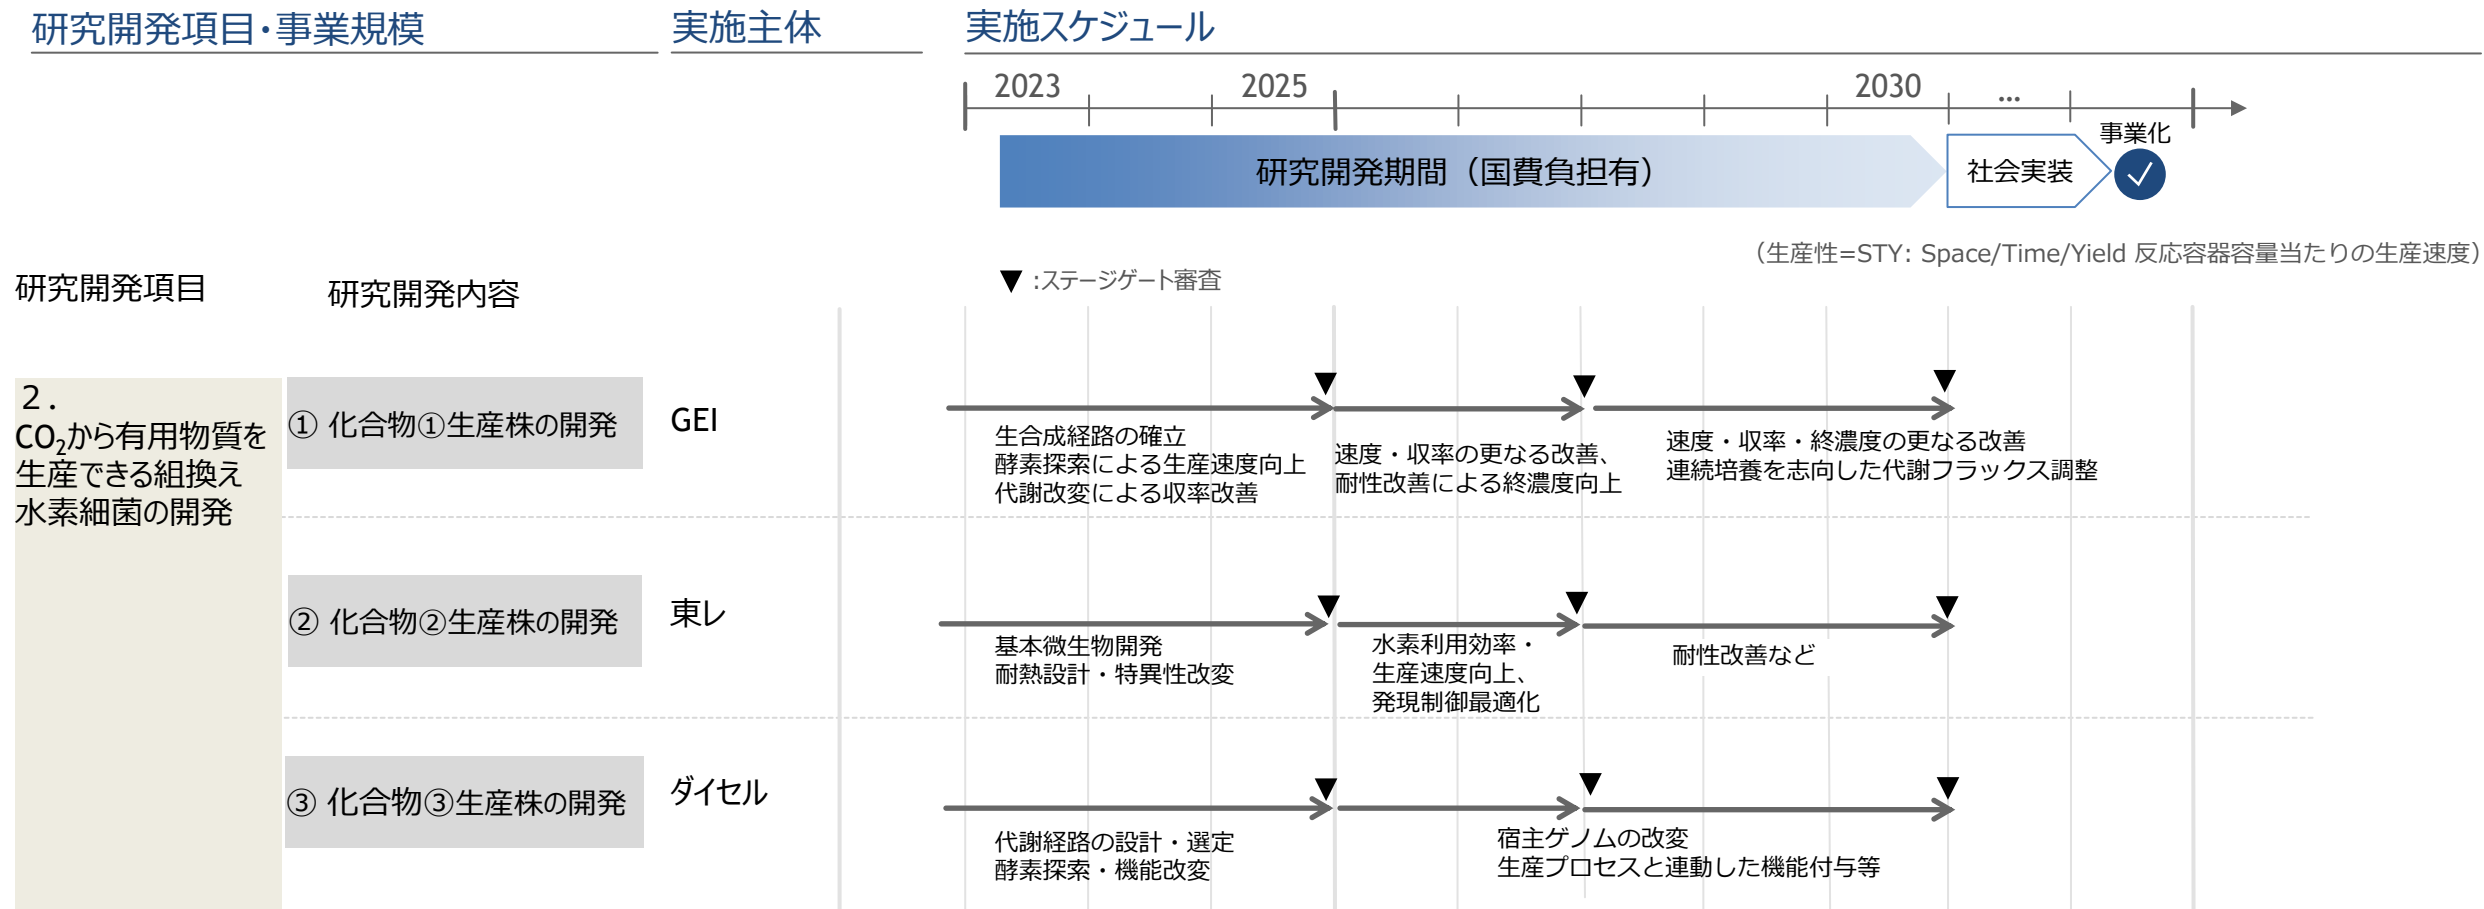 研究開発項目・事業規模
実施主体
実施スケジュール
2023
2025
2030
...
事業化
研究開発期間（国費負担有）
社会実装
（生産性=STY: Space/Time/Yield 反応容器容量当たりの生産速度）
研究開発項目
研究開発内容
▼ :ステージゲート審査
２.
CO₂から有用物質を
生産できる組換え
水素細菌の開発
① 化合物①生産株の開発
GEI
生合成経路の確立
酵素探索による生産速度向上
代謝改変による収率改善
速度・収率の更なる改善、
耐性改善による終濃度向上
速度・収率・終濃度の更なる改善
連続培養を志向した代謝フラックス調整
② 化合物②生産株の開発
東レ
基本微生物開発
耐熱設計・特異性改変
水素利用効率・
生産速度向上、
発現制御最適化
耐性改善など
③ 化合物③生産株の開発
ダイセル
代謝経路の設計・選定
酵素探索・機能改変
宿主ゲノムの改変
生産プロセスと連動した機能付与等